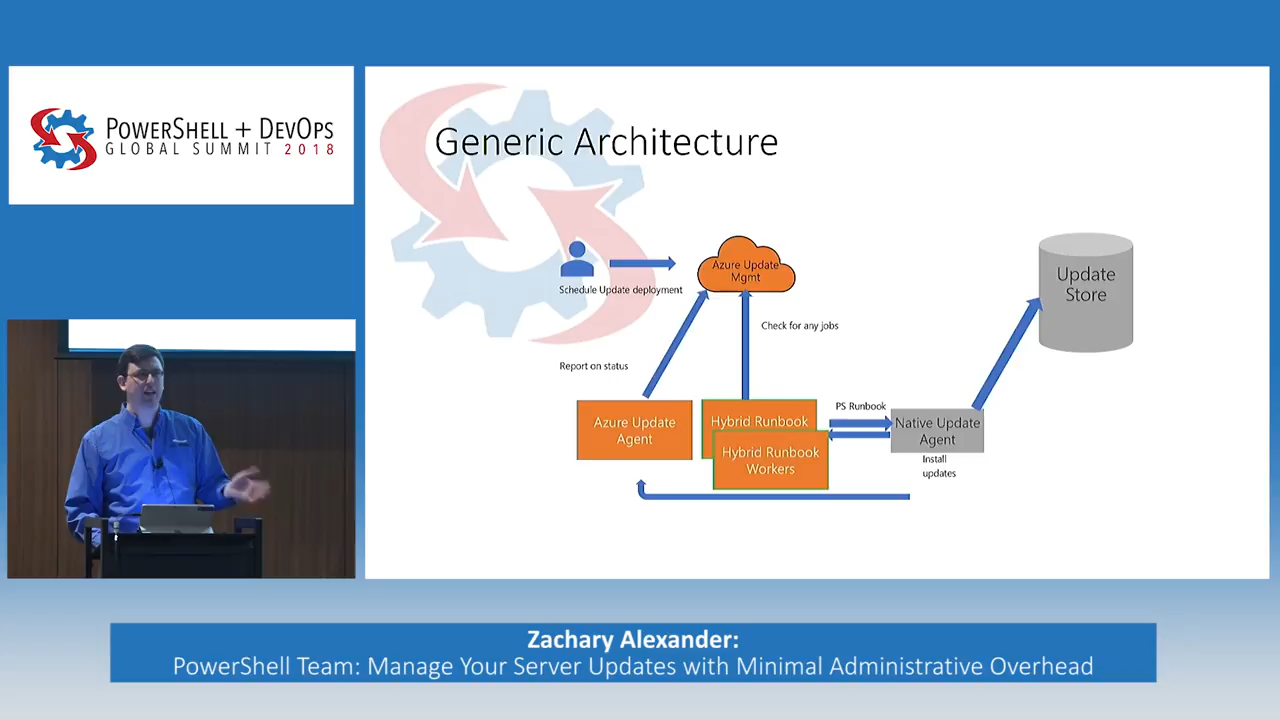 POWERSHELL + DEVOPS
GLOBAL SUMMIT 2018
Generic Architecture
Azure Update
Mgmt
Schedule Update deployment
Update
Store
Check for any jobs
Report on status
Azure Update
Agent
Hybrid Runbook
Hybrid Runbook
Workers
PS Runbook
Native Update
Agent
Install
updates
Zachary Alexander:
PowerShell Team: Manage Your Server Updates with Minimal Administrative Overhead